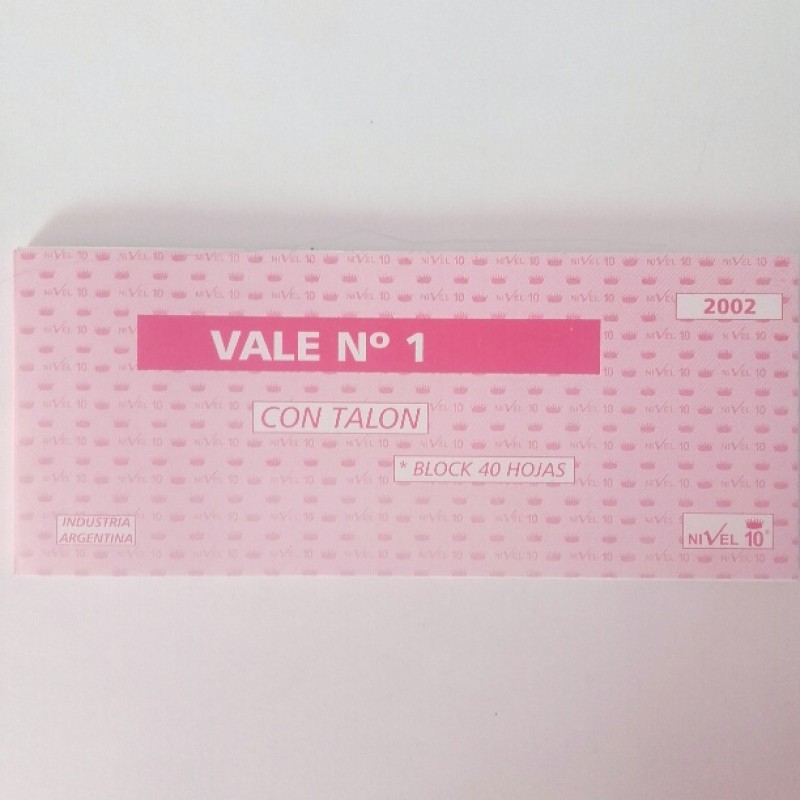 2002
VALE Nº 1
CON TALON
* BLOCK 40 HOJAS
INDUSTRIA
ARGENTINA
NIVEL 10